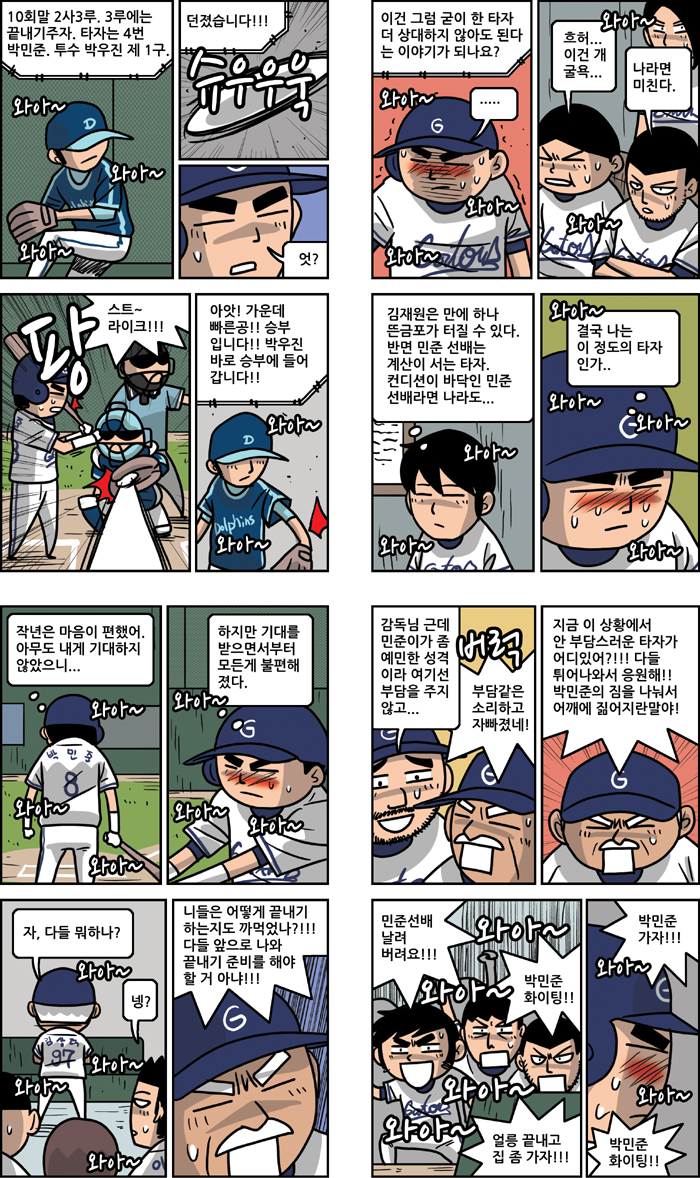 10회말 2사3루. 3루에는
끝내기주자. 타자는 4번
박민준. 투수 박우진 제 1구.
와아~
D
와아~
Dolphins
와아~
던졌습니다!!!
슈우우욱
엇?
스트~
라이크!!!
팡
아앗! 가운데
빠른공!! 승부
입니다!! 박우진
바로 승부에 들어
갑니다!!
와아~
D
Dolphins
와아~
이건 그럼 굳이 한 타자
더 상대하지 않아도 된다
는 이야기가 되나요?
와아~
.....
G
와아~
와아~
Gators
와아~
흐허...
이건 개
굴욕...
나라면
미친다.
와아~
Gators
Gators
김재원은 만에 하나
뜬금포가 터질 수 있다.
반면 민준 선배는
계산이 서는 타자.
컨디션이 바닥인 민준
선배라면 나라도...
와아~
와아~
Gators
와아~
결국 나는
이 정도의 타자
인가..
와아~
G
와아~
와아~
작년은 마음이 편했어.
아무도 내게 기대하지
않았으니...
와아~
박민준
8
와아~
와아~
하지만 기대를
받으면서부터
모든게 불편해
졌다.
와아~
G
와아~
와아~
자, 다들 뭐하나?
와아~
넹?
97
와아~
와아~
와아~
니들은 어떻게 끝내기
하는지도 까먹었나?!!!
다들 앞으로 나와
끝내기 준비를 해야
할 거 아냐!!!
G
감독님 근데
민준이가 좀
예민한 성격
이라 여기선
부담을 주지
않고...
버럭
부담같은
소리하고
자빠졌네!
G
G
지금 이 상황에서
안 부담스러운 타자가
어디있어?!!! 다들
튀어나와서 응원해!!
박민준의 짐을 나눠서
어깨에 짊어지란말야!
G
민준선배
날려
버려요!!!
와아~
와아~
박민준
화이팅!!
Gators
와아~
와아~
얼릉 끝내고
집 좀 가자!!!
박민준
가자!!!
와아~
G
와아~
박민준
화이팅!!